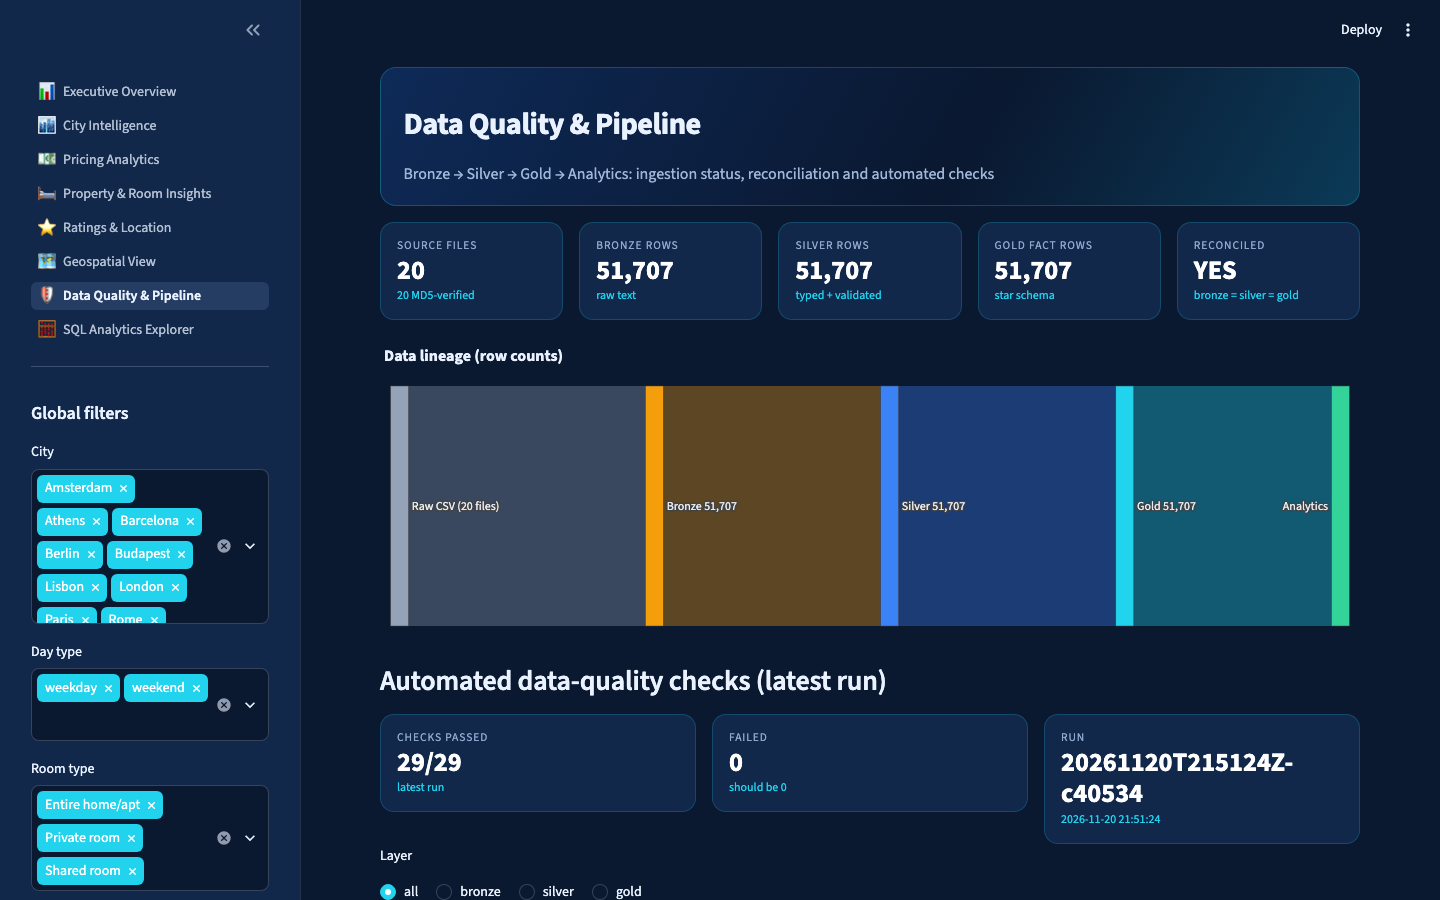 Deploy
Executive Overview
City Intelligence
Pricing Analytics
Property & Room Insights
Ratings & Location
Geospatial View
Data Quality & Pipeline
SQL Analytics Explorer
Global filters
City
Amsterdam ×
Athens × Barcelona ×
Berlin × Budapest ×
Lisbon × London ×
Paris × Rome ×
Day type
weekday × weekend ×
Room type
Entire home/apt ×
Private room ×
Shared room ×
Data Quality & Pipeline
Bronze → Silver → Gold → Analytics: ingestion status, reconciliation and automated checks
SOURCE FILES
20
20 MD5-verified
BRONZE ROWS
51,707
raw text
SILVER ROWS
51,707
typed + validated
GOLD FACT ROWS
51,707
star schema
RECONCILED
YES
bronze = silver = gold
Data lineage (row counts)
Raw CSV (20 files)
Bronze 51,707
Silver 51,707
Gold 51,707
Analytics
Automated data-quality checks (latest run)
CHECKS PASSED
29/29
latest run
FAILED
0
should be 0
RUN
20261120T215124Z-
c40534
2026-11-20 21:51:24
Layer
all bronze silver gold